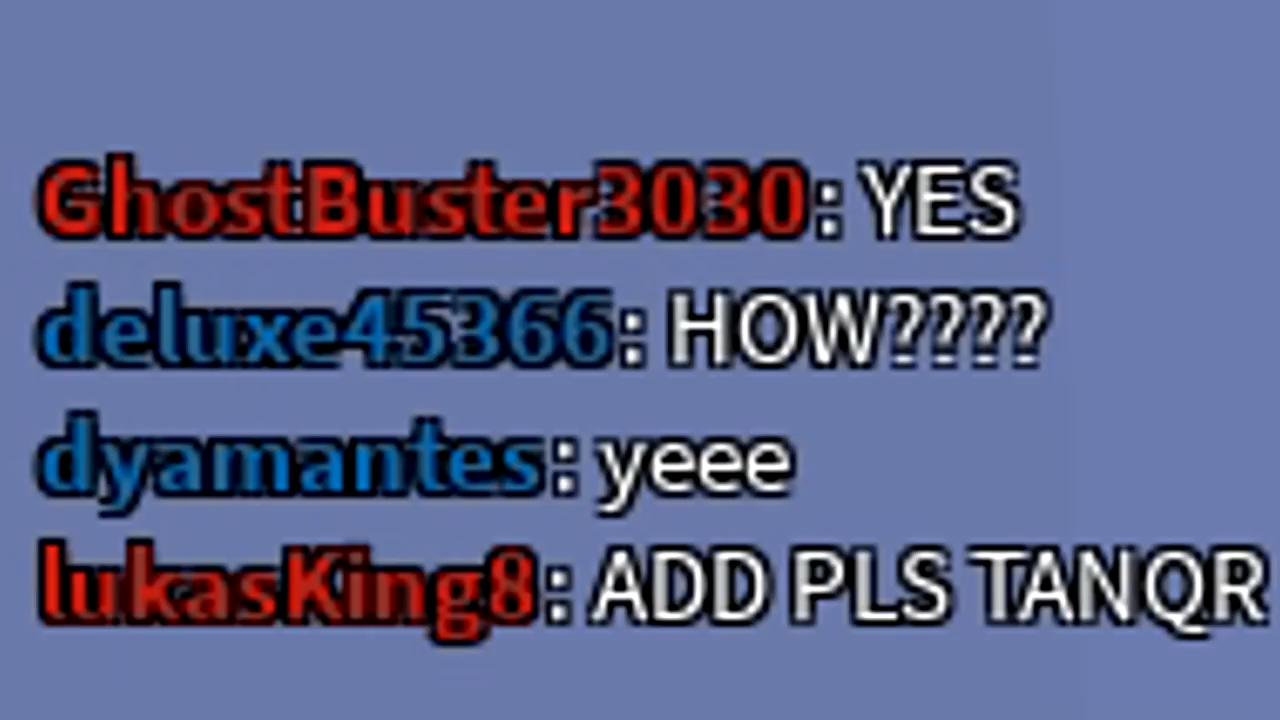 GhostBuster3030: YES
deluxe45366: HOW????
dyamantes: yeee
lukasKing8: ADD PLS TANQR